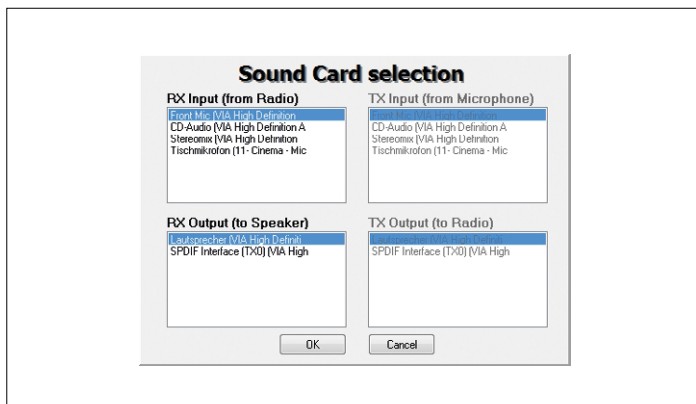 Sound Card selection
RX Input (from Radio)
Front Mic (VIA High Definition
CD-Audio (VIA High Definition A
Stereomix (VIA High Definition
Tischmikrofon (11- Cinema - Mic
TX Input (from Microphone)
Front Mic (VIA High Definition
CD-Audio (VIA High Definition A
Stereomix (VIA High Definition
Tischmikrofon (11- Cinema - Mic
RX Output (to Speaker)
Lautsprecher (VIA High Definiti
SPDIF Interface (TX0) (VIA High
TX Output (to Radio)
Lautsprecher (VIA High Definiti
SPDIF Interface (TX0) (VIA High
OK
Cancel